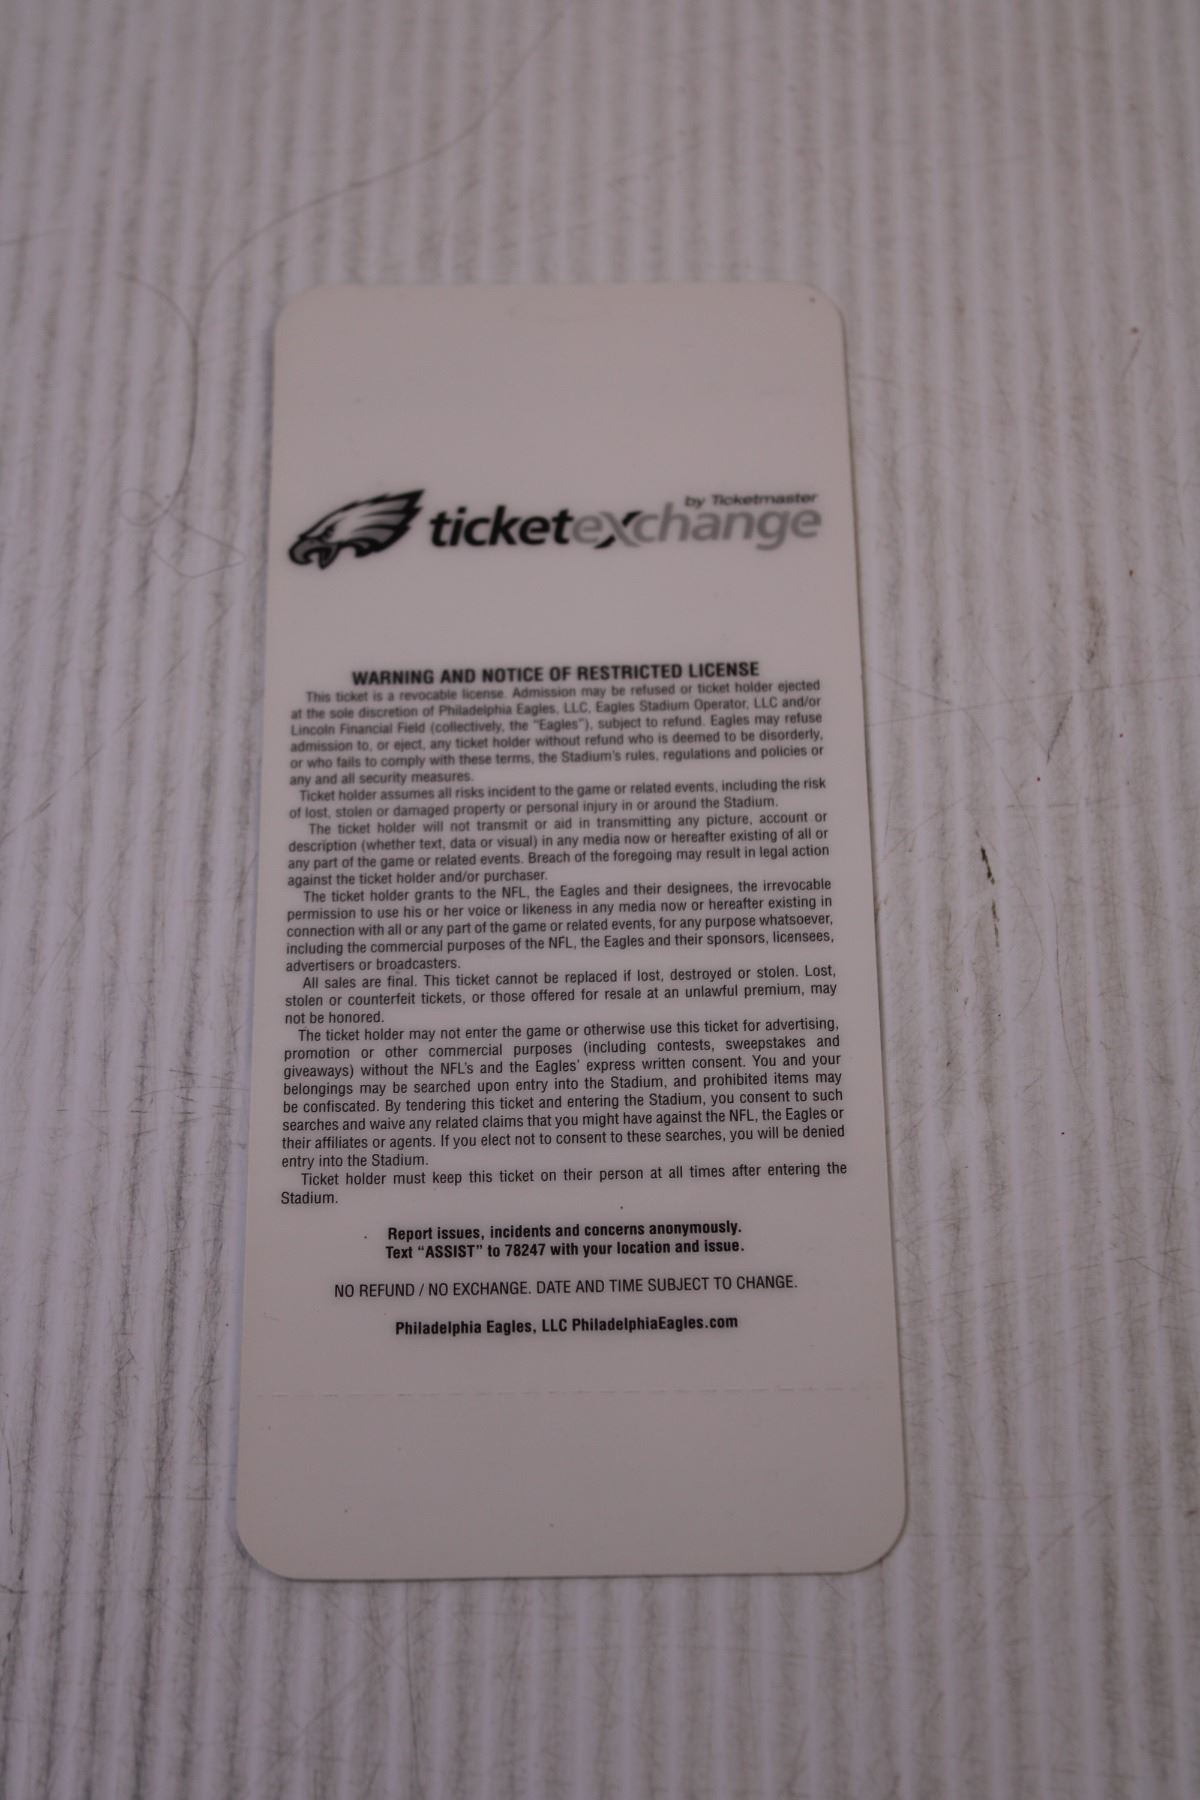 by Ticketmaster
ticketexchange
WARNING AND NOTICE OF RESTRICTED LICENSE
This ticket is a revocable license. Admission may be refused or ticket holder ejected
at the sole discretion of Philadelphia Eagles, LLC, Eagles Stadium Operator, LLC and/or
Lincoln Financial Field (collectively, the "Eagles"), subject to refund. Eagles may refuse
admission to, or eject, any ticket holder without refund who is deemed to be disorderly,
or who fails to comply with these terms, the Stadium's rules, regulations and policies or
any and all security measures.
Ticket holder assumes all risks incident to the game or related events, including the risk
of lost, stolen or damaged property or personal injury in or around the Stadium.
The ticket holder will not transmit or aid in transmitting any picture, account or
description (whether text, data or visual) in any media now or hereafter existing of all or
any part of the game or related events. Breach of the foregoing may result in legal action
against the ticket holder and/or purchaser.
The ticket holder grants to the NFL, the Eagles and their designees, the irrevocable
permission to use his or her voice or likeness in any media now or hereafter existing in
connection with all or any part of the game or related events, for any purpose whatsoever,
including the commercial purposes of the NFL, the Eagles and their sponsors, licensees,
advertisers or broadcasters.
All sales are final. This ticket cannot be replaced if lost, destroyed or stolen. Lost,
stolen or counterfeit tickets, or those offered for resale at an unlawful premium, may
not be honored.
The ticket holder may not enter the game or otherwise use this ticket for advertising,
promotion or other commercial purposes (including contests, sweepstakes and
giveaways) without the NFL's and the Eagles' express written consent. You and your
belongings may be searched upon entry into the Stadium, and prohibited items may
be confiscated. By tendering this ticket and entering the Stadium, you consent to such
searches and waive any related claims that you might have against the NFL, the Eagles or
their affiliates or agents. If you elect not to consent to these searches, you will be denied
entry into the Stadium.
Ticket holder must keep this ticket on their person at all times after entering the
Stadium.
Report issues, incidents and concerns anonymously.
Text "ASSIST" to 78247 with your location and issue.
NO REFUND / NO EXCHANGE. DATE AND TIME SUBJECT TO CHANGE.
Philadelphia Eagles, LLC PhiladelphiaEagles.com